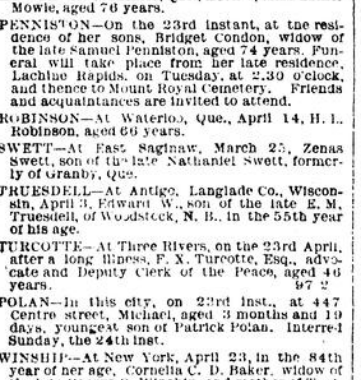 Mowle, aged 76 years.
PENNISTON—On the 23rd instant, at the resi-
dence of her sons, Bridget Condon, widow of
the late Samuel Penniston, aged 74 years. Fun-
eral will take place from her late residence,
Lachine Rapids, on Tuesday, at 2.30 o'clock,
and thence to Mount Royal Cemetery. Friends
and acquaintances are invited to attend.
ROBINSON—At Waterloo, Que., April 14, H. L.
Robinson, aged 66 years.
SWETT—At East Saginaw, March 25, Zenas
Swett, son of the late Nathaniel Swett, former-
ly of Granby, Que.
TRUESDELL—At Antigo, Langlade Co., Wiscon-
sin, April 3, Edward W., son of the late E. M.
Truesdell, of Woodstock, N. B., in the 55th year
of his age.
TURCOTTE—At Three Rivers, on the 23rd April,
after a long illness, F. X. Turcotte, Esq., advo-
cate and Deputy Clerk of the Peace, aged 46
years. 97 2
POLAN—In this city, on 23rd inst., at 447
Centre street, Michael, aged 3 months and 19
days, youngest son of Patrick Polan. Interred
Sunday, the 24th inst.
WINSHIP—At New York, April 23, in the 84th
year of her age, Cornelia C. D. Baker, widow of